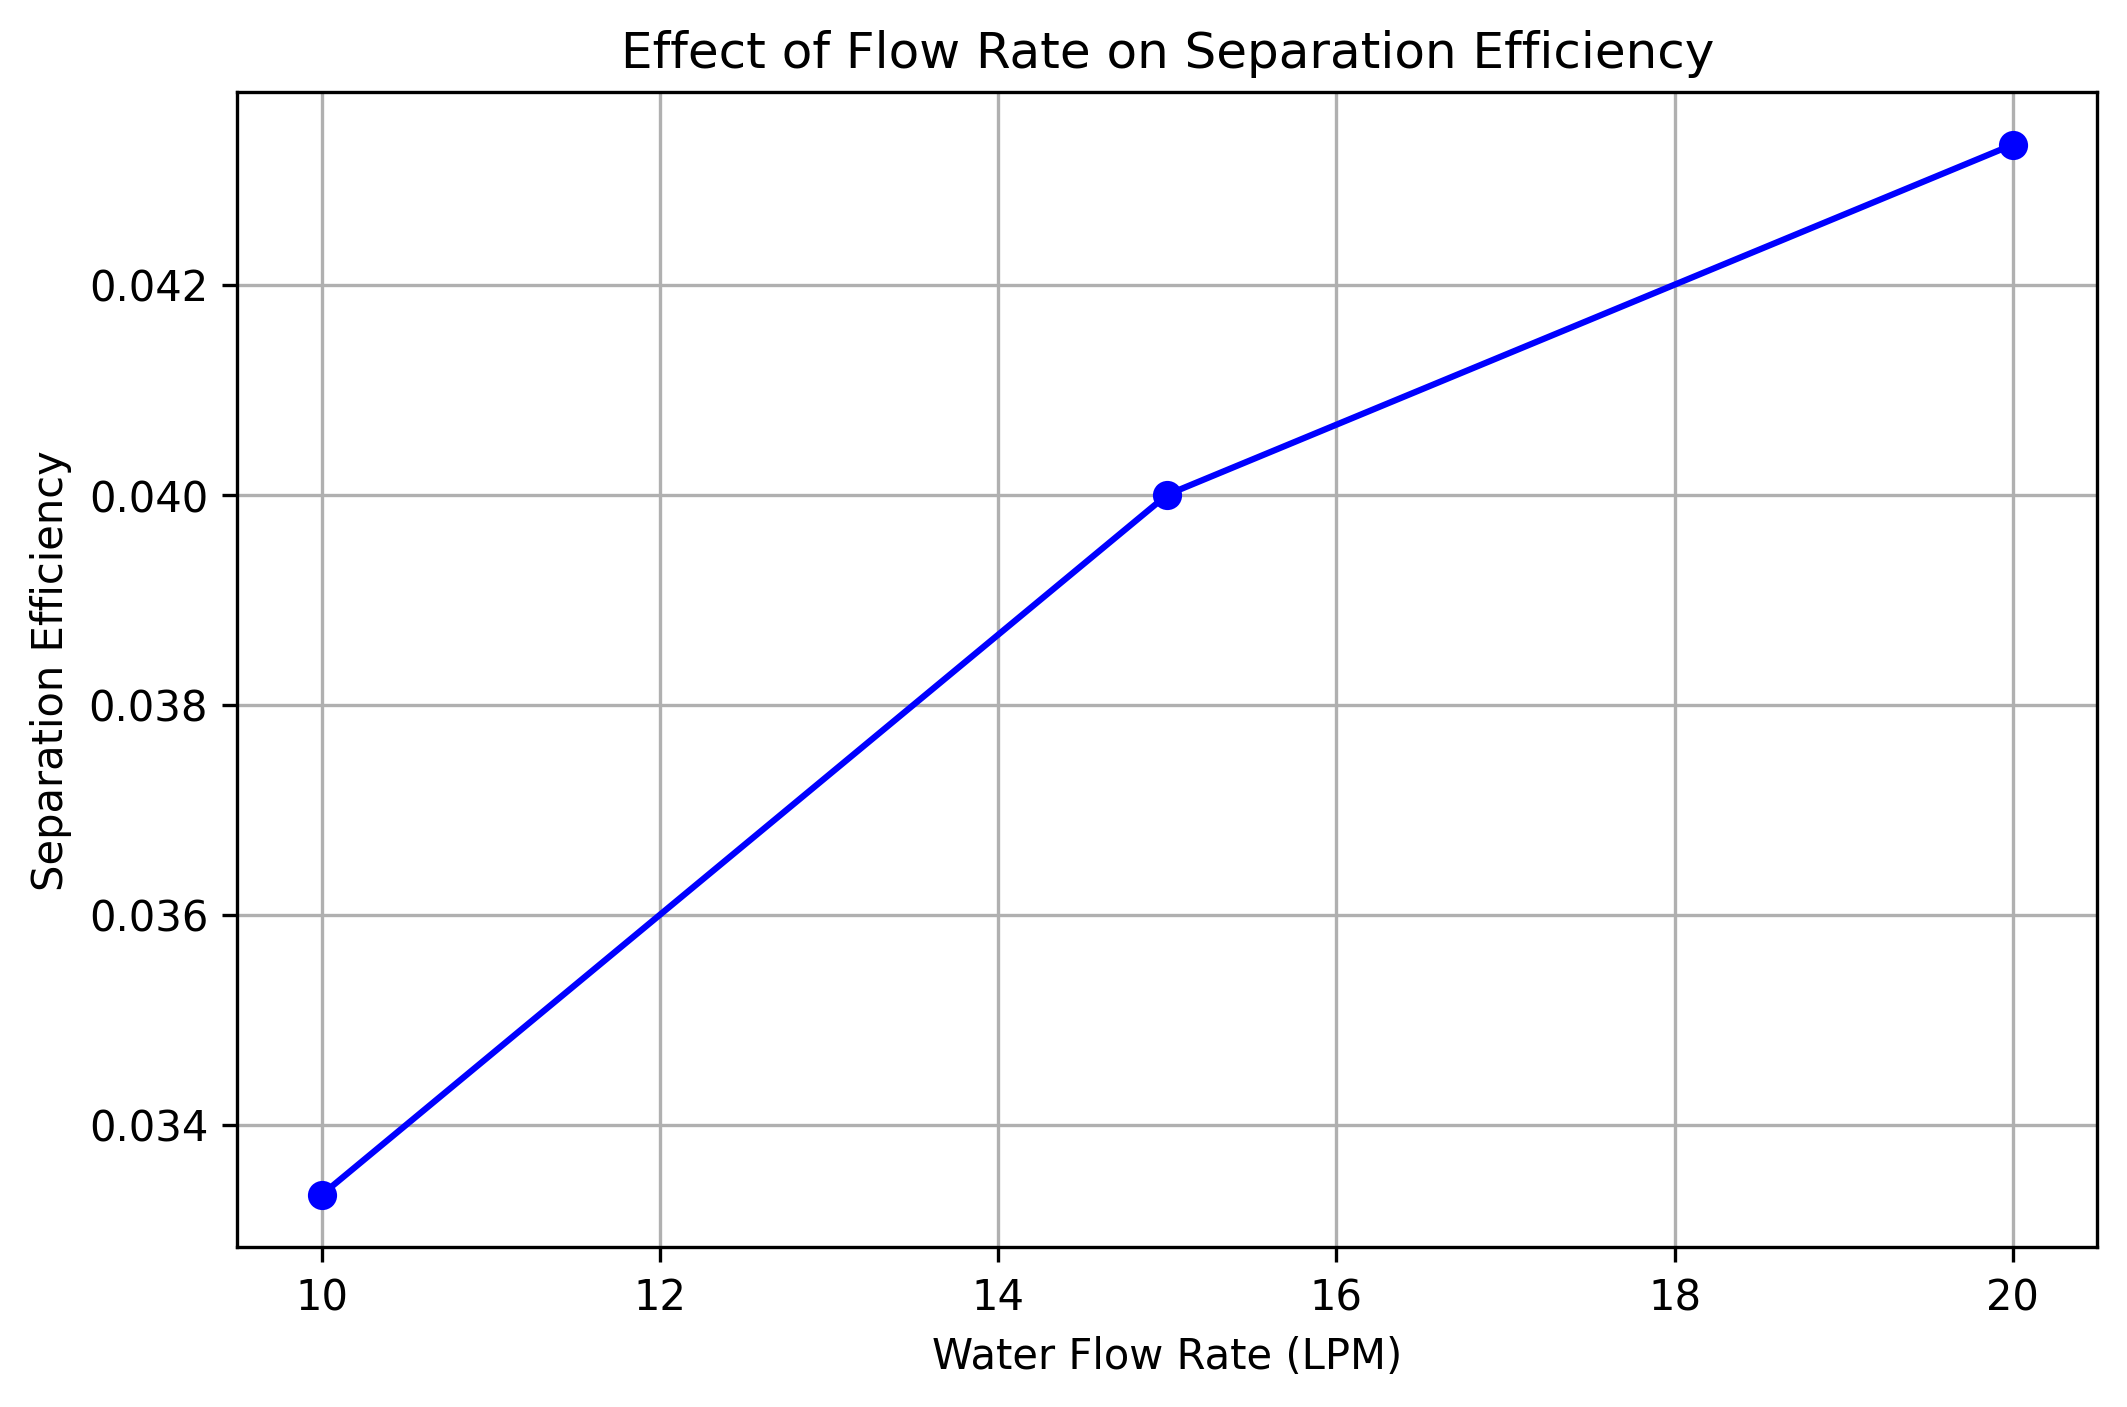 Effect of Flow Rate on Separation Efficiency
Separation Efficiency
0.042
0.040
0.038
0.036
0.034
10 12 14 16 18 20
Water Flow Rate (LPM)